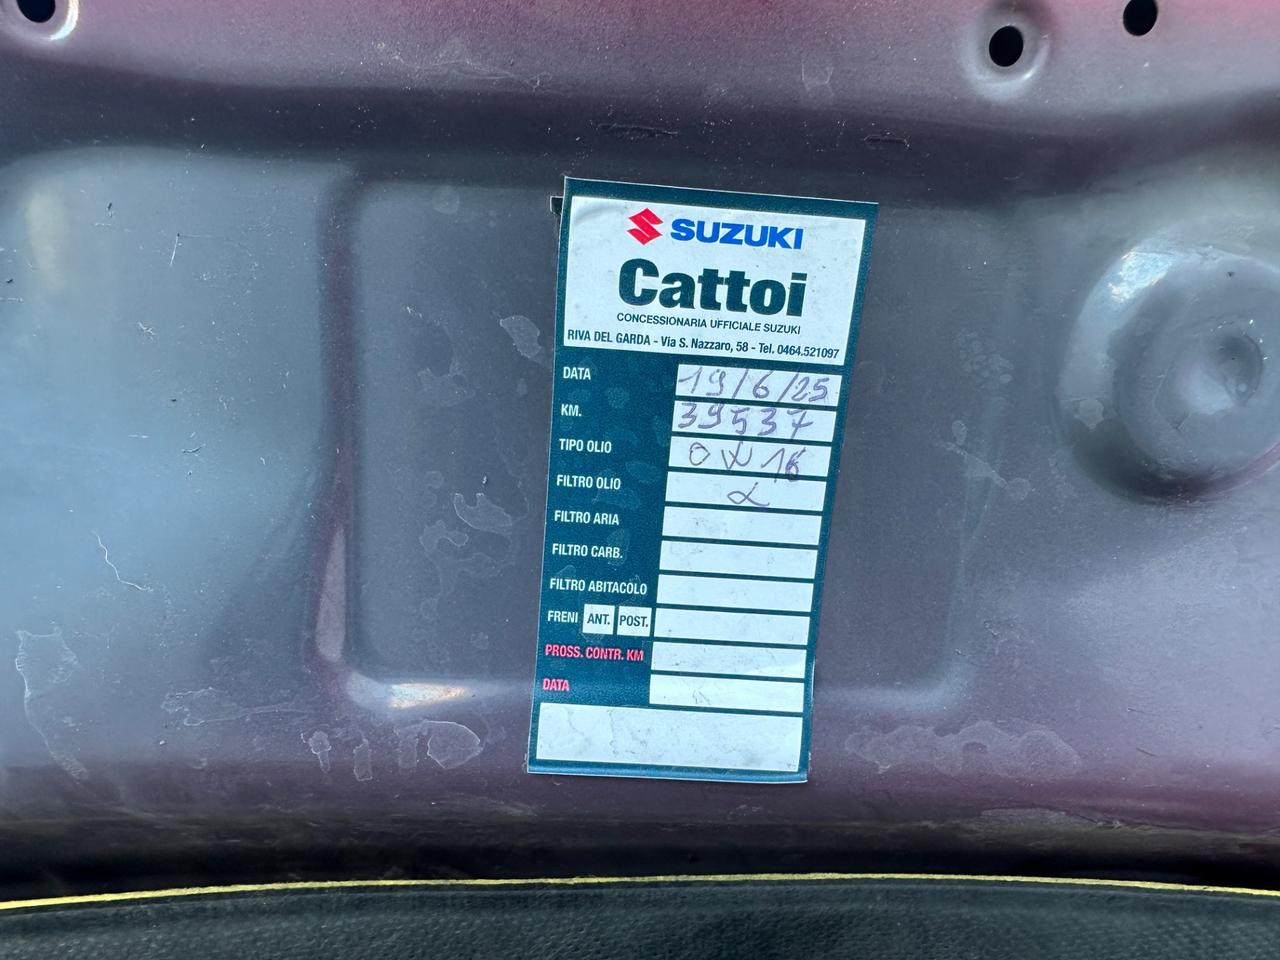 SUZUKI
Cattoi
CONCESSIONARIA UFFICIALE SUZUKI
RIVA DEL GARDA - Via S. Nazzaro, 58 - Tel. 0464.521097
DATA 19/6/25
KM. 39537
TIPO OLIO 0W16
FILTRO OLIO
FILTRO ARIA
FILTRO CARB.
FILTRO ABITACOLO
FRENI ANT. POST.
PROSS. CONTR. KM
DATA